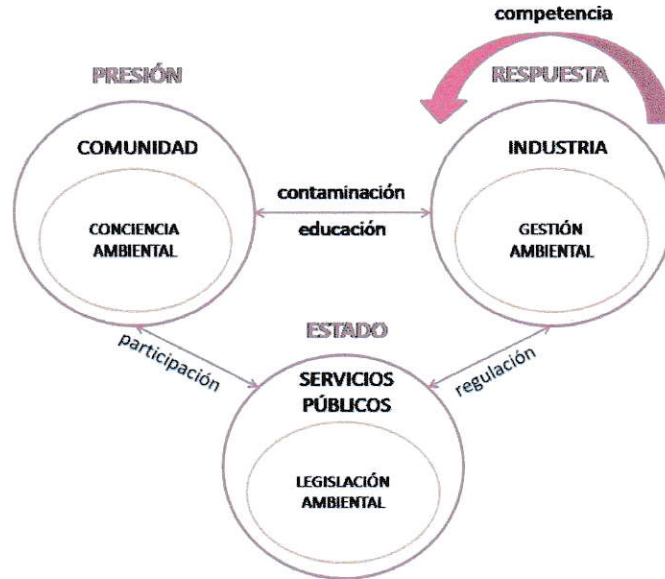 competencia
PRESIÓN
RESPUESTA
COMUNIDAD
INDUSTRIA
contaminación
educación
CONCIENCIA
AMBIENTAL
GESTIÓN
AMBIENTAL
ESTADO
participación
regulación
SERVICIOS
PÚBLICOS
LEGISLACIÓN
AMBIENTAL